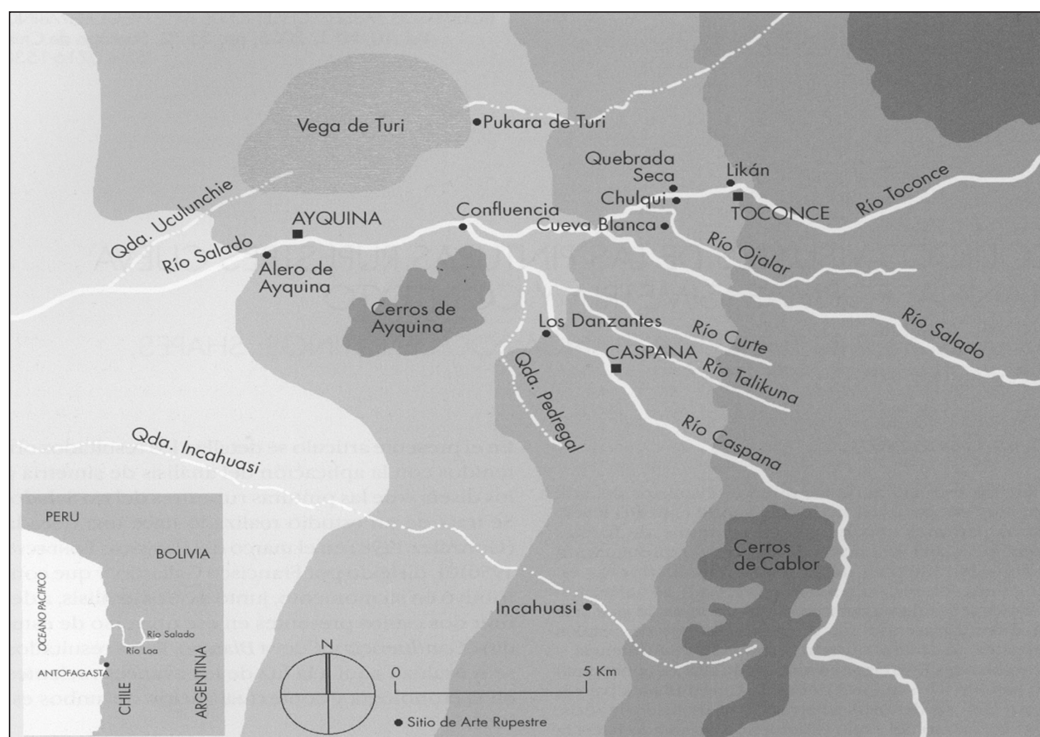 Vega de Turi
Pukara de Turi
Quebrada
Seca
Likán
Chulqui
TOCONCE
Río Toconce
Qda. Uculunchie
AYQUINA
Confluencia
Cueva Blanca
Río Salado
Río Ojalar
Alero de
Ayquina
Cerros de
Ayquina
Los Danzantes
Río Curte
Río Salado
CASPANA
Río Talikuna
Qda. Pedregal
Río Caspana
Qda. Incahuasi
Cerros
de Cablor
Incahuasi
PERU
BOLIVIA
OCEANO PACIFICO
Río Salado
Río Loa
ANTOFAGASTA
CHILE
ARGENTINA
N
0 5 Km
Sitio de Arte Rupestre